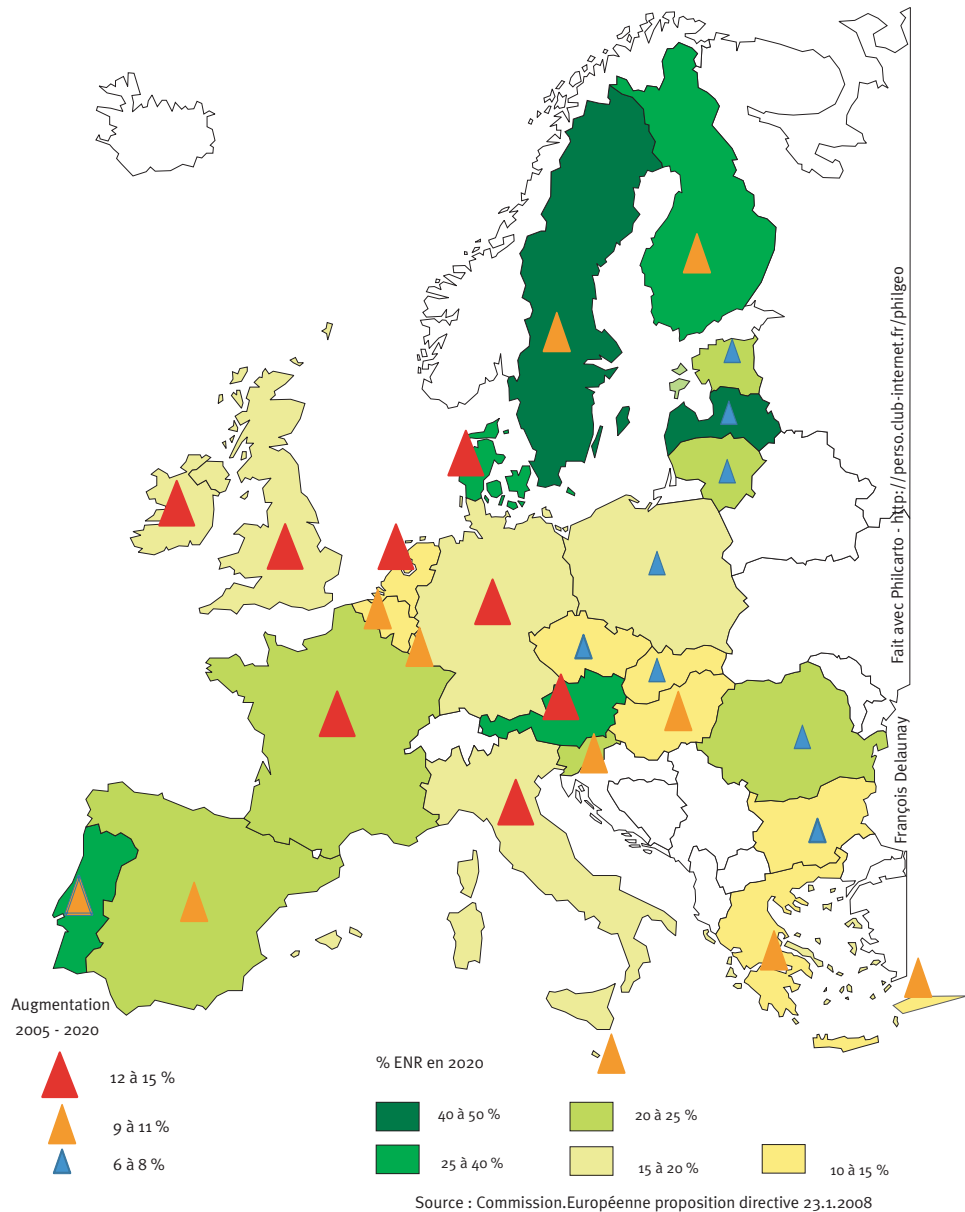 Fait avec Philcarto - http://perso.club-internet.fr/philgeo
François Delaunay
Augmentation
2005 - 2020
12 à 15 %
9 à 11 %
6 à 8 %
% ENR en 2020
40 à 50 %
20 à 25 %
25 à 40 %
15 à 20 %
10 à 15 %
Source : Commission.Européenne proposition directive 23.1.2008